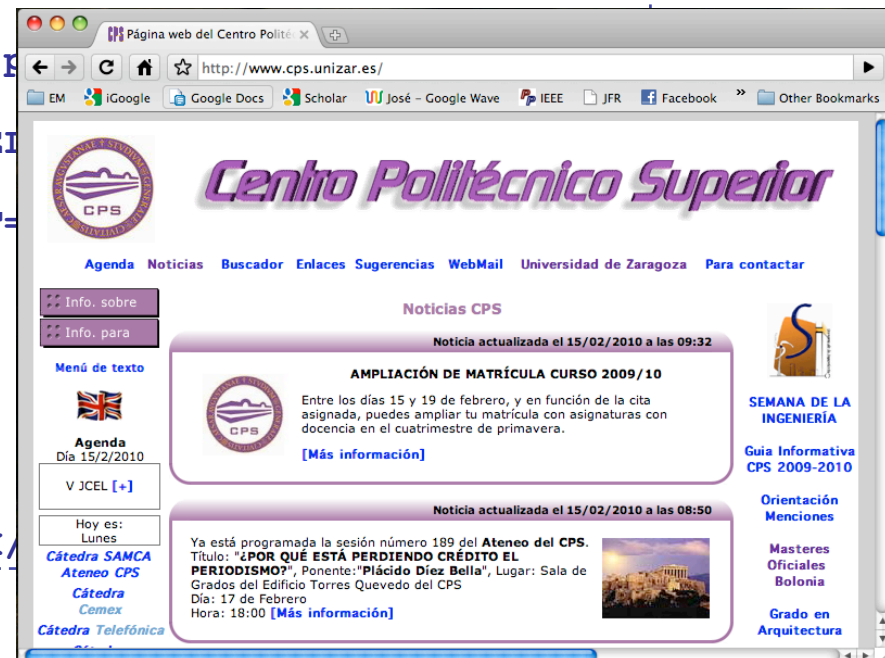 Página web del Centro Polité
http://www.cps.unizar.es/
EM iGoogle Google Docs Scholar José – Google Wave IEEE JFR Facebook » Other Bookmarks
CPS
Centro Politécnico Superior
Agenda Noticias Buscador Enlaces Sugerencias WebMail Universidad de Zaragoza Para contactar
Info. sobre
Info. para
Menú de texto
Agenda
Día 15/2/2010
V JCEL [+]
Hoy es:
Lunes
Cátedra SAMCA
Ateneo CPS
Cátedra
Cemex
Cátedra Telefónica
Noticias CPS
Noticia actualizada el 15/02/2010 a las 09:32
AMPLIACIÓN DE MATRÍCULA CURSO 2009/10
CPS
Entre los días 15 y 19 de febrero, y en función de la cita
asignada, puedes ampliar tu matrícula con asignaturas con
docencia en el cuatrimestre de primavera.
[Más información]
Noticia actualizada el 15/02/2010 a las 08:50
Ya está programada la sesión número 189 del Ateneo del CPS.
Título: "¿POR QUÉ ESTÁ PERDIENDO CRÉDITO EL
PERIODISMO?", Ponente:"Plácido Díez Bella", Lugar: Sala de
Grados del Edificio Torres Quevedo del CPS
Día: 17 de Febrero
Hora: 18:00 [Más información]
SEMANA DE LA
INGENIERÍA
Guia Informativa
CPS 2009-2010
Orientación
Menciones
Masteres
Oficiales
Bolonia
Grado en
Arquitectura